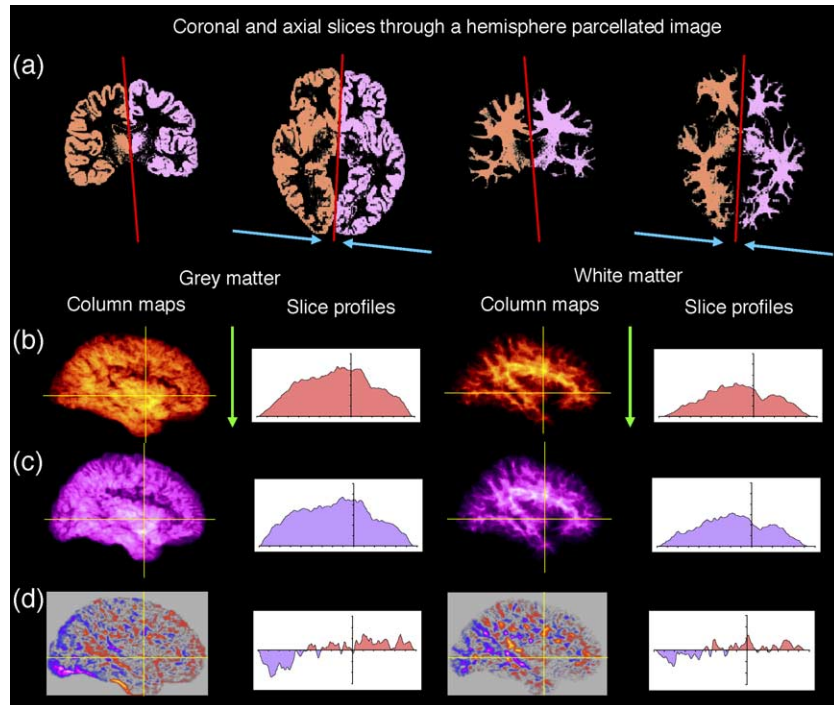 Coronal and axial slices through a hemisphere parcellated image
(a)
Grey matter
White matter
Column maps
Slice profiles
Column maps
Slice profiles
(b)
(c)
(d)